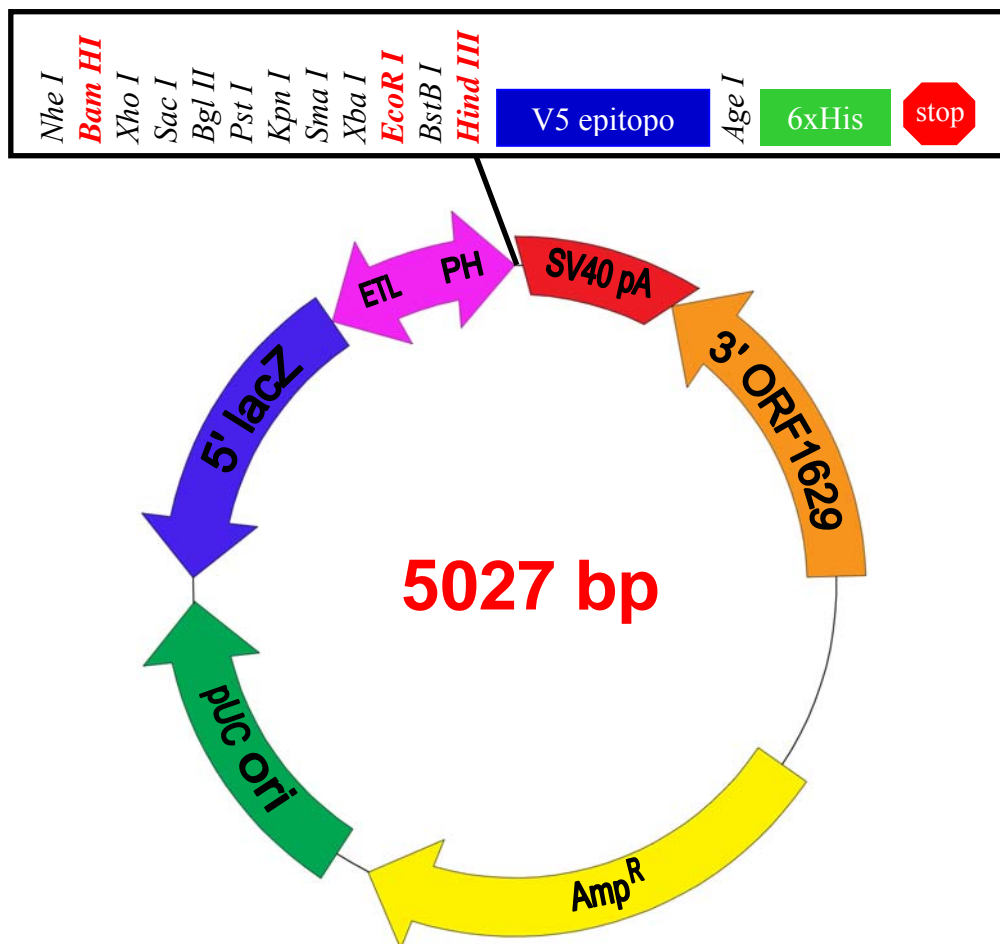 Nhe I
Bam HI
Xho I
Sac I
Bgl II
Pst I
Kpn I
Sma I
Xba I
EcoR I
BstB I
Hind III
V5 epitopo
Age I
6xHis
stop
ETL
PH
SV40 pA
3' ORF1629
5' lacZ
5027 bp
pUC ori
Amp^R